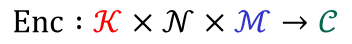 Enc : 𝒦 × 𝒩 × ℳ → 𝒞